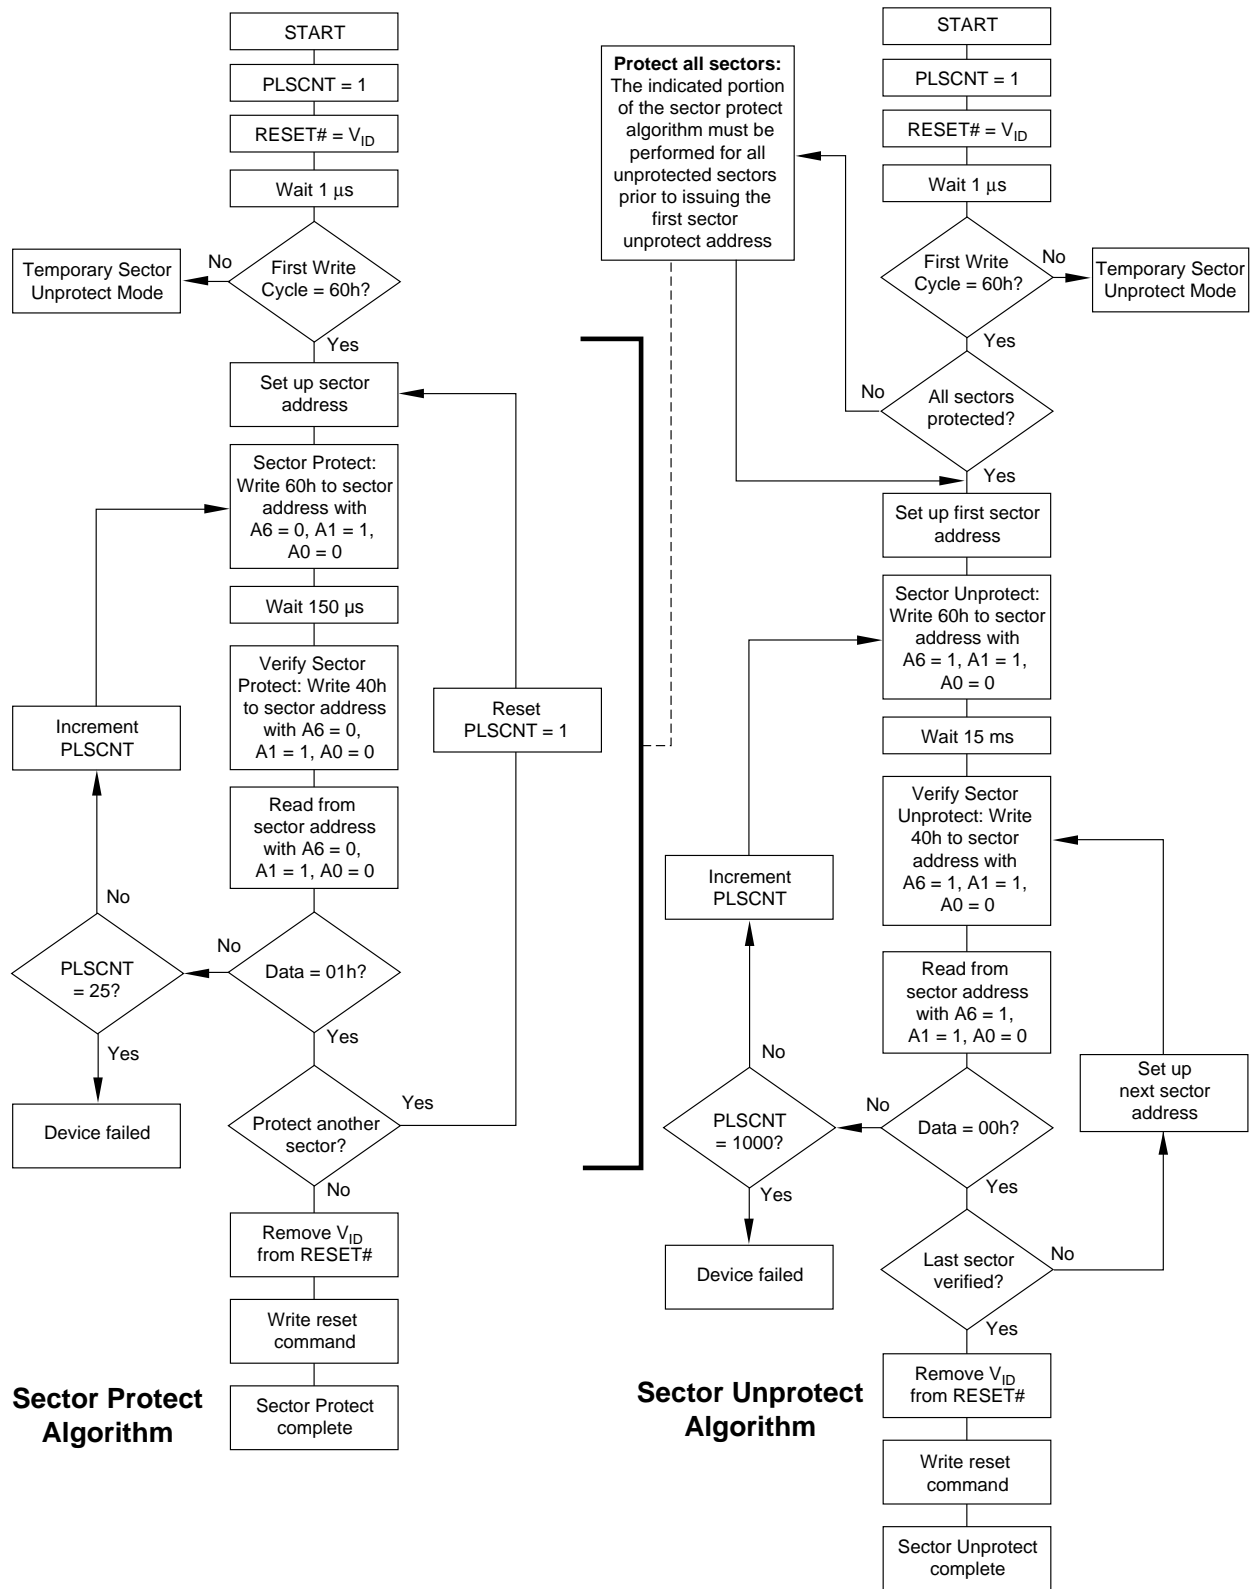 START
PLSCNT = 1
RESET# = VID
Wait 1 μs
First Write
Cycle = 60h?
No
Temporary Sector
Unprotect Mode
Yes
Set up sector
address
Sector Protect:
Write 60h to sector
address with
A6 = 0, A1 = 1,
A0 = 0
Wait 150 µs
Verify Sector
Protect: Write 40h
to sector address
with A6 = 0,
A1 = 1, A0 = 0
Increment
PLSCNT
Reset
PLSCNT = 1
Read from
sector address
with A6 = 0,
A1 = 1, A0 = 0
No
No
Data = 01h?
PLSCNT
= 25?
Yes
Yes
Device failed
Protect another
sector?
Yes
No
Remove VID
from RESET#
Write reset
command
Sector Protect
complete
Sector Protect
Algorithm
Protect all sectors:
The indicated portion
of the sector protect
algorithm must be
performed for all
unprotected sectors
prior to issuing the
first sector
unprotect address
START
PLSCNT = 1
RESET# = VID
Wait 1 μs
First Write
Cycle = 60h?
No
Temporary Sector
Unprotect Mode
Yes
No
All sectors
protected?
Yes
Set up first sector
address
Sector Unprotect:
Write 60h to sector
address with
A6 = 1, A1 = 1,
A0 = 0
Wait 15 ms
Verify Sector
Unprotect: Write
40h to sector
address with
A6 = 1, A1 = 1,
A0 = 0
Increment
PLSCNT
Read from
sector address
with A6 = 1,
A1 = 1, A0 = 0
No
Set up
next sector
address
No
Data = 00h?
PLSCNT
= 1000?
Yes
Yes
Device failed
Last sector
verified?
No
Yes
Remove VID
from RESET#
Write reset
command
Sector Unprotect
complete
Sector Unprotect
Algorithm